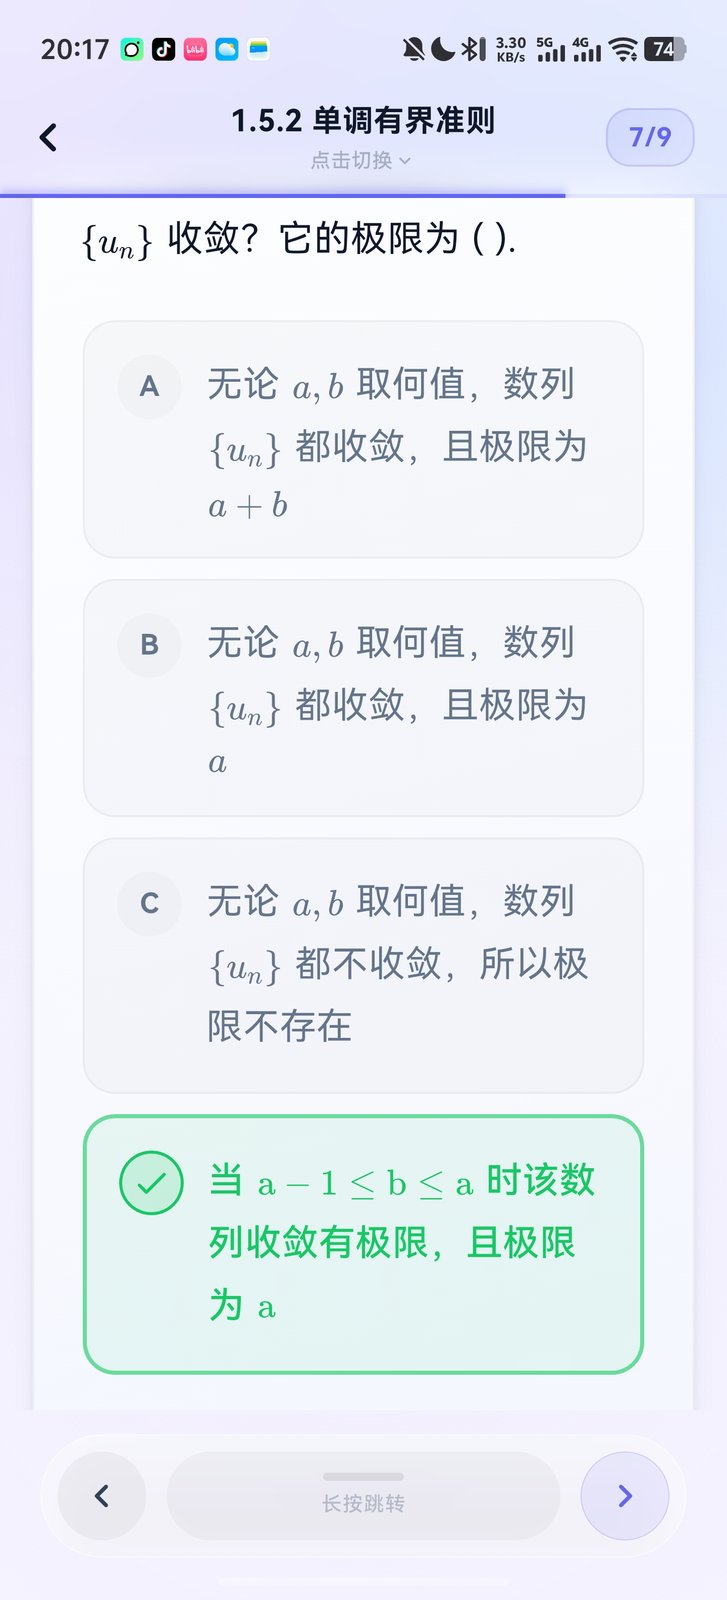 20:17
3.30 KB/s 5G 4G 74
1.5.2 单调有界准则
点击切换
7/9
{uₙ} 收敛？它的极限为 ( ).
A 无论 a, b 取何值，数列
{uₙ} 都收敛，且极限为
a + b
B 无论 a, b 取何值，数列
{uₙ} 都收敛，且极限为
a
C 无论 a, b 取何值，数列
{uₙ} 都不收敛，所以极
限不存在
当 a − 1 ≤ b ≤ a 时该数
列收敛有极限，且极限
为 a
长按跳转